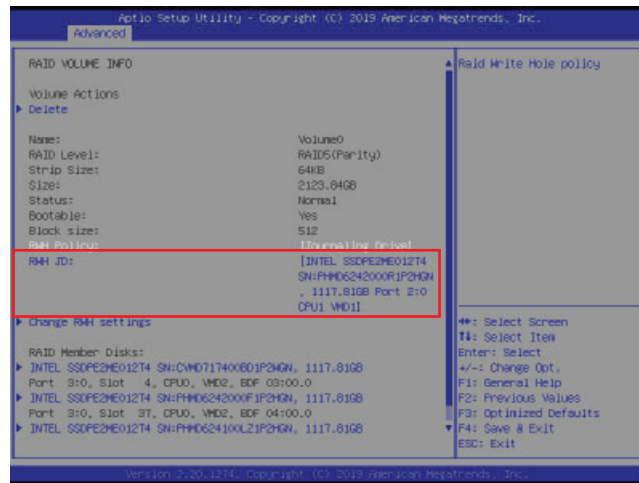 Aptio Setup Utility - Copyright (C) 2019 American Megatrends, Inc.
Advanced
RAID VOLUME INFO
Volume Actions
Delete
Name: Volume0
RAID Level: RAID5(Parity)
Strip Size: 64KB
Size: 2123.84GB
Status: Normal
Bootable: Yes
Block size: 512
RWH Policy: [Journaling Drive]
RWH JD: [INTEL SSDPE2ME012T4
SN:PHMD6242000R1P2HGN
, 1117.81GB Port 2:0
CPU1 VMD1]
Change RWH settings
RAID Member Disks:
INTEL SSDPE2ME012T4 SN:CVMD7174008D1P2MGN, 1117.81GB
Port 3:0, Slot 4, CPU0, VMD2, BDF 03:00.0
INTEL SSDPE2ME012T4 SN:PHMD6242000F1P2HGN, 1117.81GB
Port 3:0, Slot 37, CPU0, VMD2, BDF 04:00.0
INTEL SSDPE2ME012T4 SN:PHMD624100LZ1P2HGN, 1117.81GB
Raid Write Hole policy
: Select Screen
: Select Item
Enter: Select
+/-: Change Opt.
F1: General Help
F2: Previous Values
F3: Optimized Defaults
F4: Save & Exit
ESC: Exit
Version 2.20.1274. Copyright (C) 2019 American Megatrends, Inc.